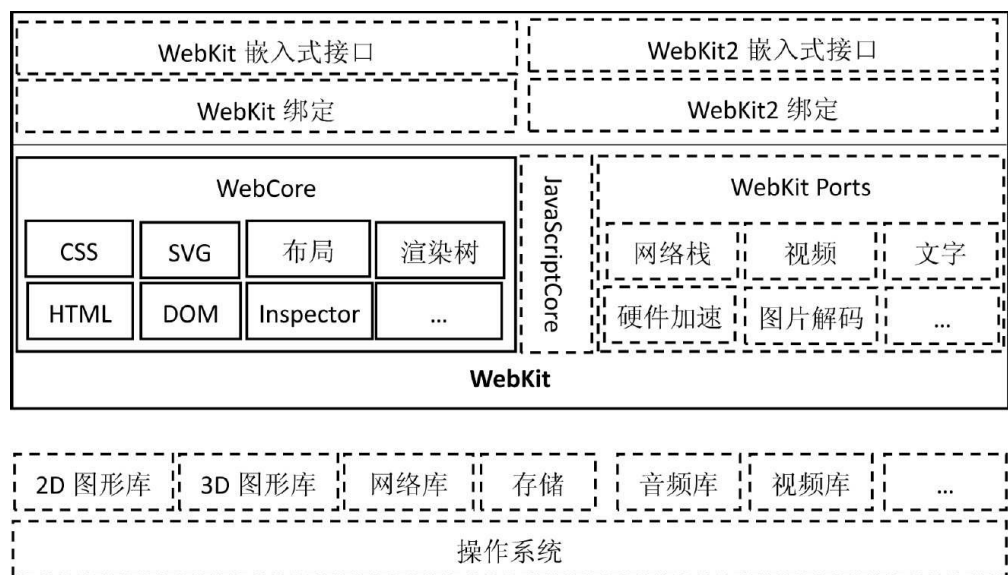 WebKit 嵌入式接口
WebKit2 嵌入式接口
WebKit 绑定
WebKit2 绑定
WebCore
CSS
SVG
布局
渲染树
HTML
DOM
Inspector
...
JavaScriptCore
WebKit Ports
网络栈
视频
文字
硬件加速
图片解码
...
WebKit
2D 图形库
3D 图形库
网络库
存储
音频库
视频库
...
操作系统